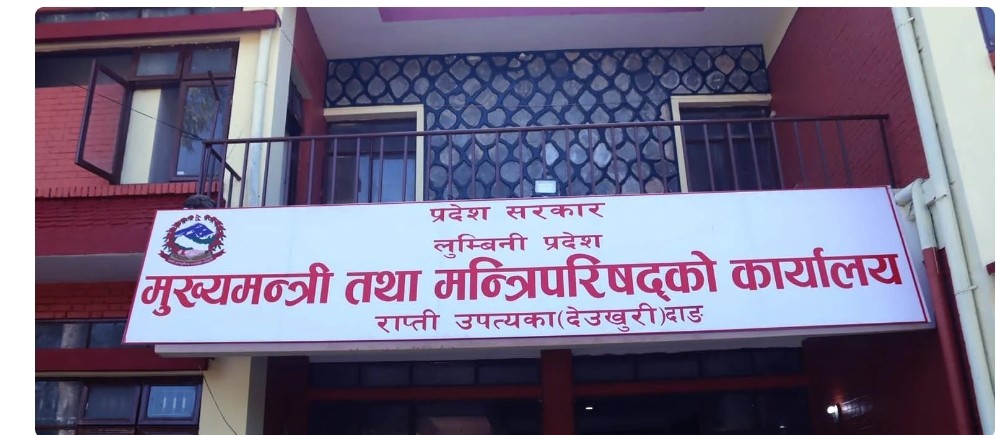 प्रदेश सरकार
लुम्बिनी प्रदेश
मुख्यमन्त्री तथा मन्त्रिपरिषद्को कार्यालय
राप्ती उपत्यका(देउखुरी)दाङ